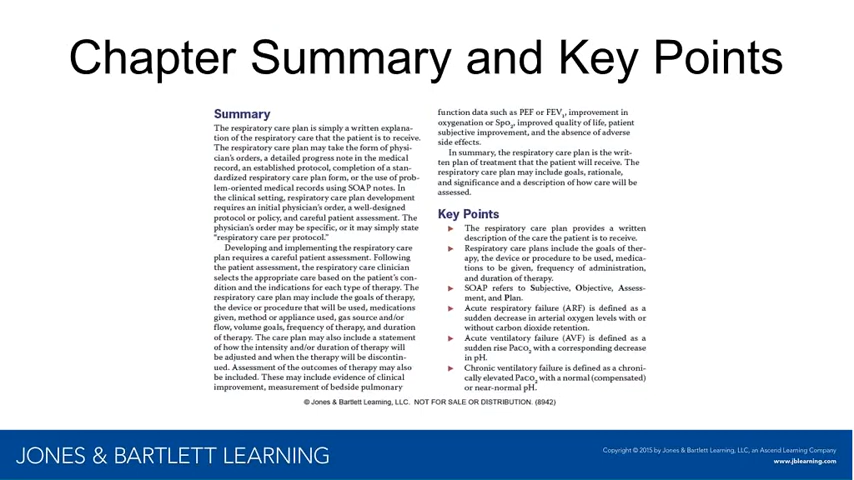 Chapter Summary and Key Points
Summary
The respiratory care plan is simply a written explana-
tion of the respiratory care that the patient is to receive.
The respiratory care plan may take the form of physi-
cian's orders, a detailed progress note in the medical
record, an established protocol, completion of a stan-
dardized respiratory care plan form, or the use of prob-
lem-oriented medical records using SOAP notes. In
the clinical setting, respiratory care plan development
requires an initial physician's order, a well-designed
protocol or policy, and careful patient assessment. The
physician's order may be specific, or it may simply state
"respiratory care per protocol."
Developing and implementing the respiratory care
plan requires a careful patient assessment. Following
the patient assessment, the respiratory care clinician
selects the appropriate care based on the patient's con-
dition and the indications for each type of therapy. The
respiratory care plan may include the goals of therapy,
the device or procedure that will be used, medications
given, method or appliance used, gas source and/or
flow, volume goals, frequency of therapy, and duration
of therapy. The care plan may also include a statement
of how the intensity and/or duration of therapy will
be adjusted and when the therapy will be discontin-
ued. Assessment of the outcomes of therapy may also
be included. These may include evidence of clinical
improvement, measurement of bedside pulmonary
function data such as PEF or FEV1, improvement in
oxygenation or SpO2, improved quality of life, patient
subjective improvement, and the absence of adverse
side effects.
In summary, the respiratory care plan is the writ-
ten plan of treatment that the patient will receive. The
respiratory care plan may include goals, rationale,
and significance and a description of how care will be
assessed.
Key Points
► The respiratory care plan provides a written
description of the care the patient is to receive.
► Respiratory care plans include the goals of ther-
apy, the device or procedure to be used, medica-
tions to be given, frequency of administration,
and duration of therapy.
► SOAP refers to Subjective, Objective, Assess-
ment, and Plan.
► Acute respiratory failure (ARF) is defined as a
sudden decrease in arterial oxygen levels with or
without carbon dioxide retention.
► Acute ventilatory failure (AVF) is defined as a
sudden rise PaCO2 with a corresponding decrease
in pH.
► Chronic ventilatory failure is defined as a chroni-
cally elevated PaCO2 with a normal (compensated)
or near-normal pH.
© Jones & Bartlett Learning, LLC. NOT FOR SALE OR DISTRIBUTION. (8942)
JONES & BARTLETT LEARNING
Copyright © 2015 by Jones & Bartlett Learning, LLC, an Ascend Learning Company
www.jblearning.com